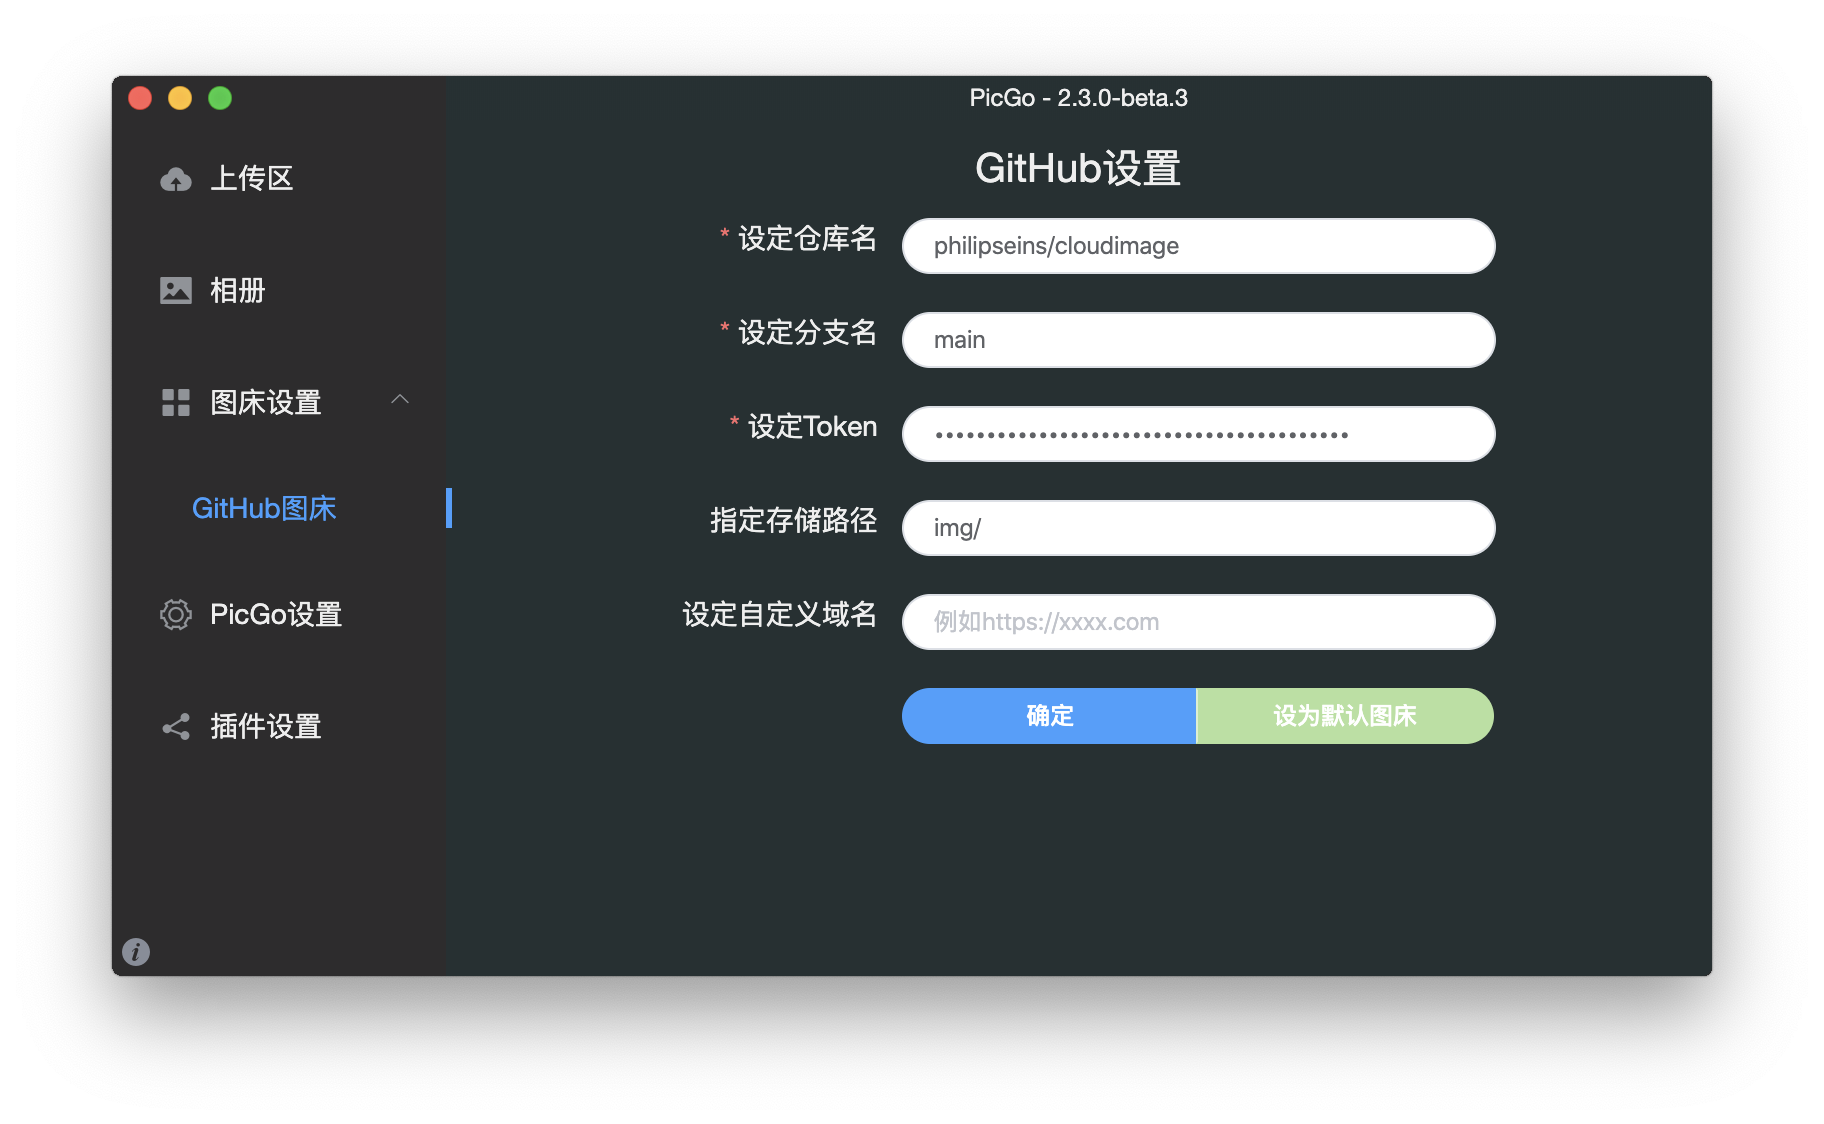 PicGo - 2.3.0-beta.3
上传区
相册
图床设置
GitHub图床
PicGo设置
插件设置
GitHub设置
* 设定仓库名 philipseins/cloudimage
* 设定分支名 main
* 设定Token ••••••••••••••••••••••••••••••••••••••••
指定存储路径 img/
设定自定义域名 例如https://xxxx.com
确定 设为默认图床